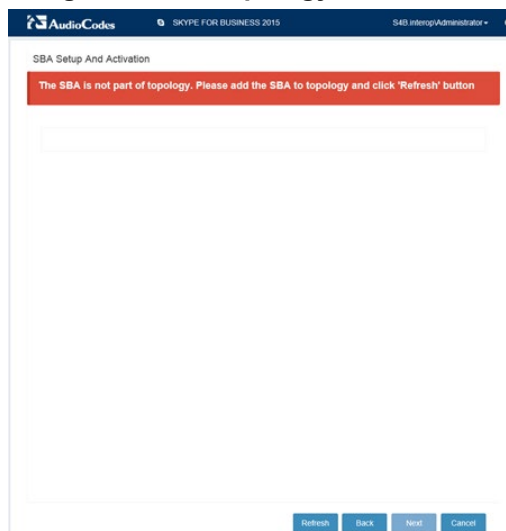 AudioCodes SKYPE FOR BUSINESS 2015 S4B.interop\Administrator
SBA Setup And Activation
The SBA is not part of topology. Please add the SBA to topology and click 'Refresh' button
Refresh Back Next Cancel